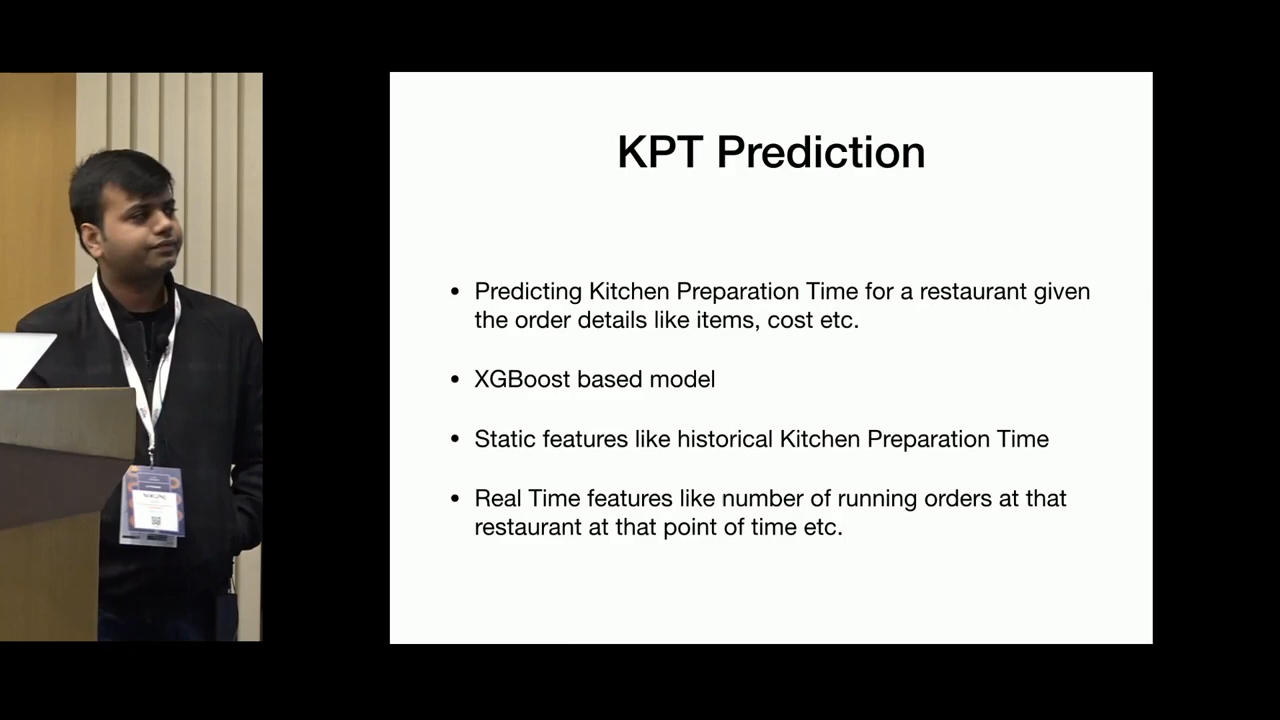 KPT Prediction
• Predicting Kitchen Preparation Time for a restaurant given
the order details like items, cost etc.
• XGBoost based model
• Static features like historical Kitchen Preparation Time
• Real Time features like number of running orders at that
restaurant at that point of time etc.